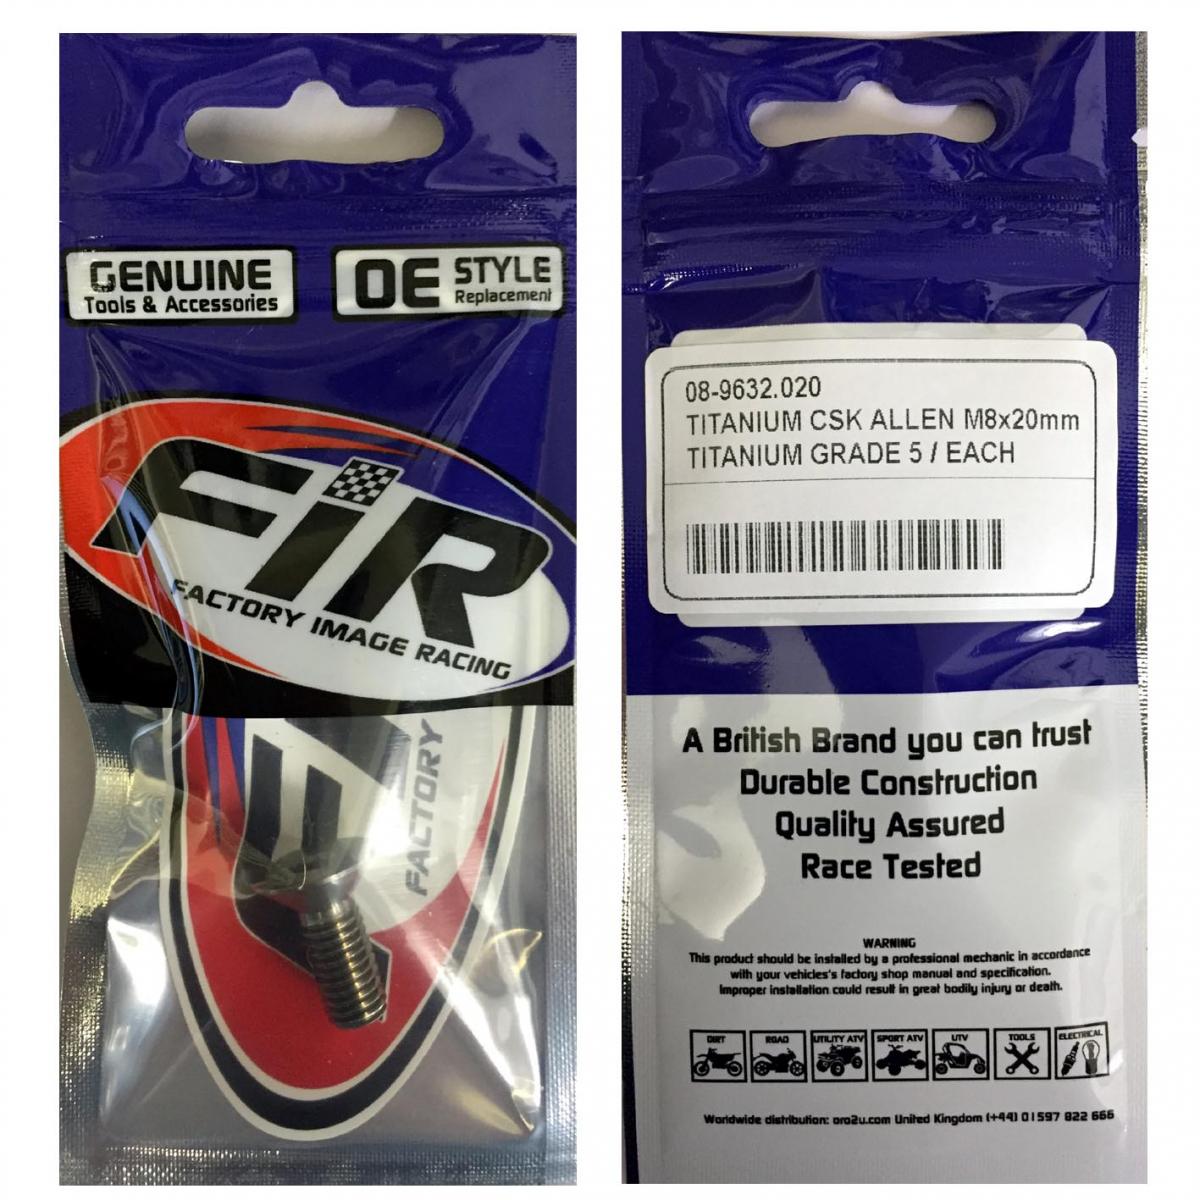 GENUINE
Tools & Accessories
OE STYLE
Replacement
FiR
FACTORY IMAGE RACING
FACTORY
08-9632.020
TITANIUM CSK ALLEN M8x20mm
TITANIUM GRADE 5 / EACH
A British Brand you can trust
Durable Construction
Quality Assured
Race Tested
WARNING
This product should be installed by a professional mechanic in accordance
with your vehicles's factory shop manual and specification.
Improper installation could result in great bodily injury or death.
DIRT ROAD UTILITY ATV SPORT ATV UTV TOOLS ELECTRICAL
Worldwide distribution: oro2u.com United Kingdom (+44) 01597 822 666